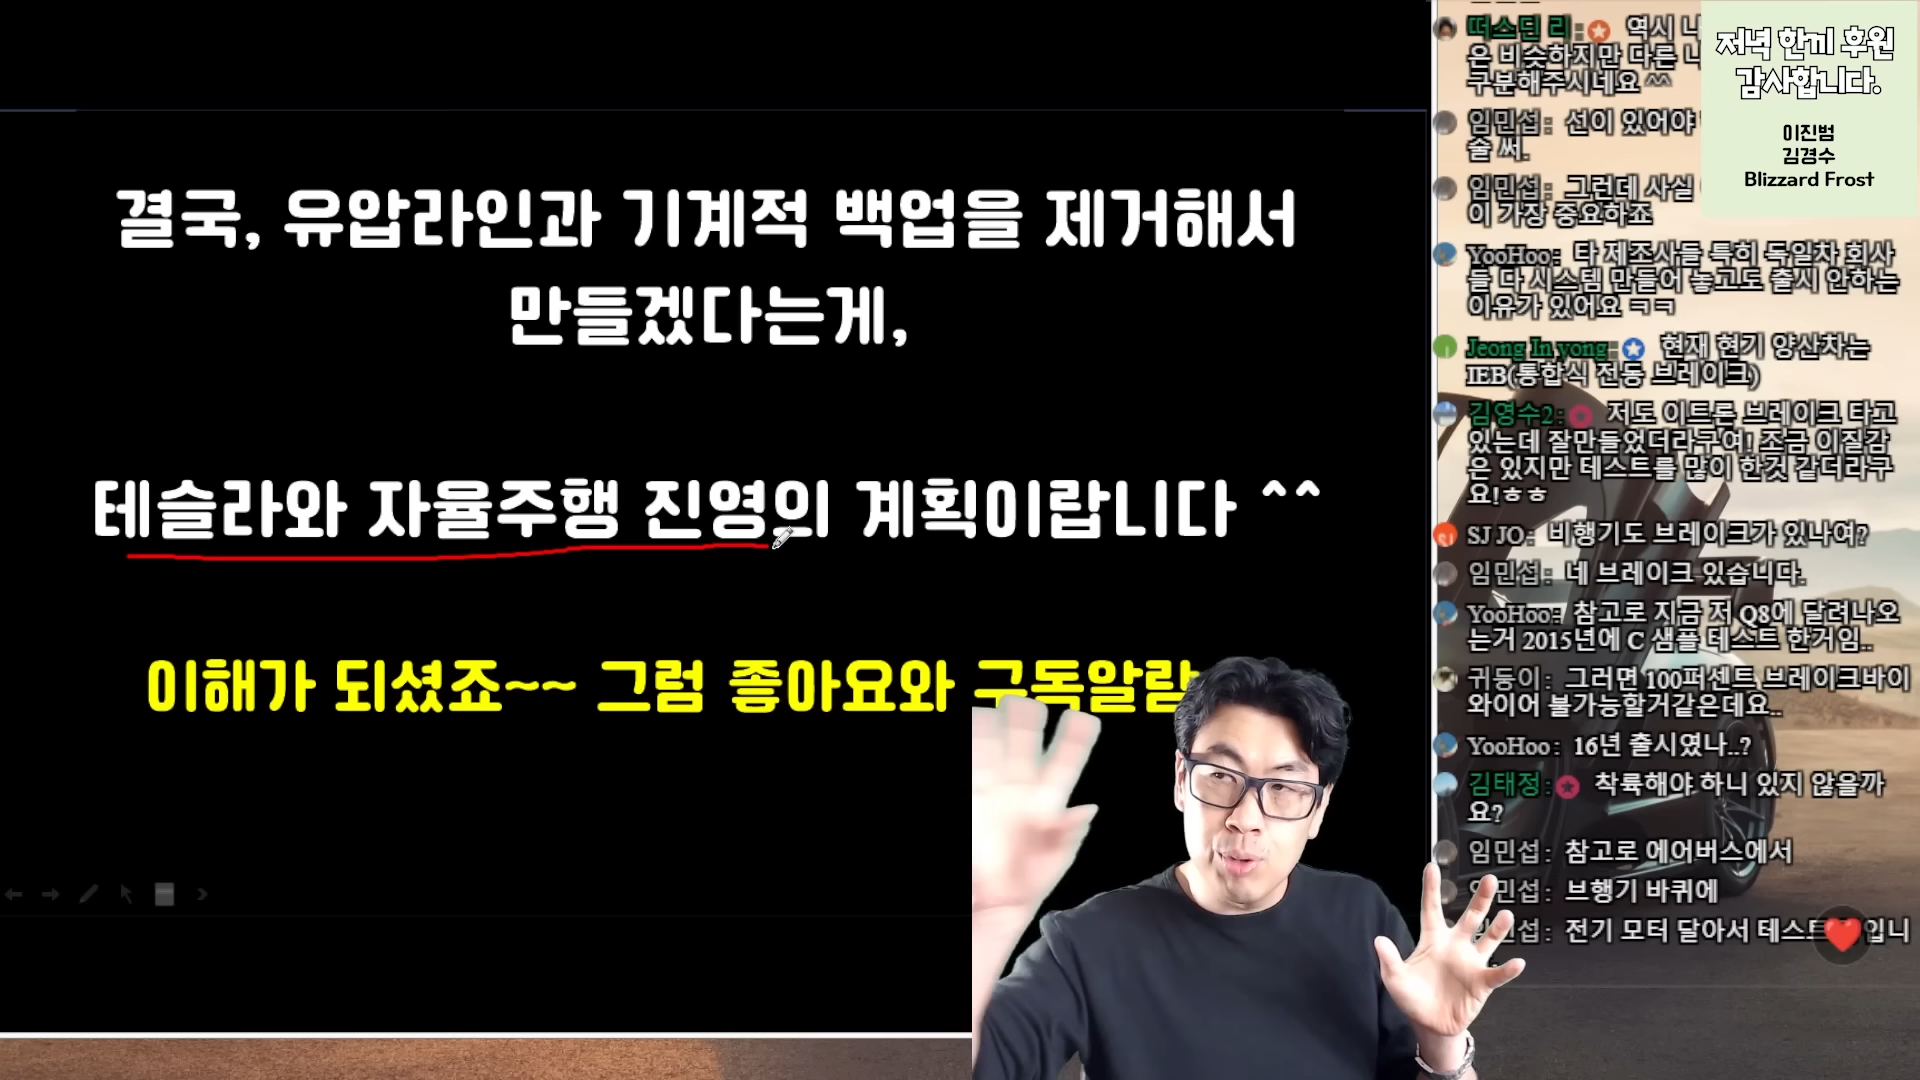 결국, 유압라인과 기계적 백업을 제거해서
만들겠다는게,
테슬라와 자율주행 진영의 계획이랍니다 ^^
이해가 되셨죠~~ 그럼 좋아요와 구독알람
떠스틴 리: 역시 나
은 비슷하지만 다른 나
구분해주시네요 ^^
임민섭: 선이 있어야
술 써.
임민섭: 그런데 사실
이 가장 중요하죠
YooHoo: 타 제조사들 특히 독일차 회사
들 다 시스템 만들어 놓고도 출시 안하는
이유가 있어요 ㅋㅋ
Jeong In yong: 현재 현기 양산차는
IEB(통합식 전동 브레이크)
김영수2: 저도 이트론 브레이크 타고
있는데 잘만들었더라구여! 조금 이질감
은 있지만 테스트를 많이 한것 같더라구
요!ㅎㅎ
SJ JO: 비행기도 브레이크가 있나여?
임민섭: 네 브레이크 있습니다.
YooHoo: 참고로 지금 저 Q8에 달려나오
는거 2015년에 C 샘플 테스트 한거임..
귀둥이: 그러면 100퍼센트 브레이크바이
와이어 불가능할거같은데요..
YooHoo: 16년 출시였나..?
김태정: 착륙해야 하니 있지 않을까
요?
임민섭: 참고로 에어버스에서
임민섭: 브행기 바퀴에
섭: 전기 모터 달아서 테스트 입니
저녁 한끼 후원
감사합니다.
이진범
김경수
Blizzard Frost